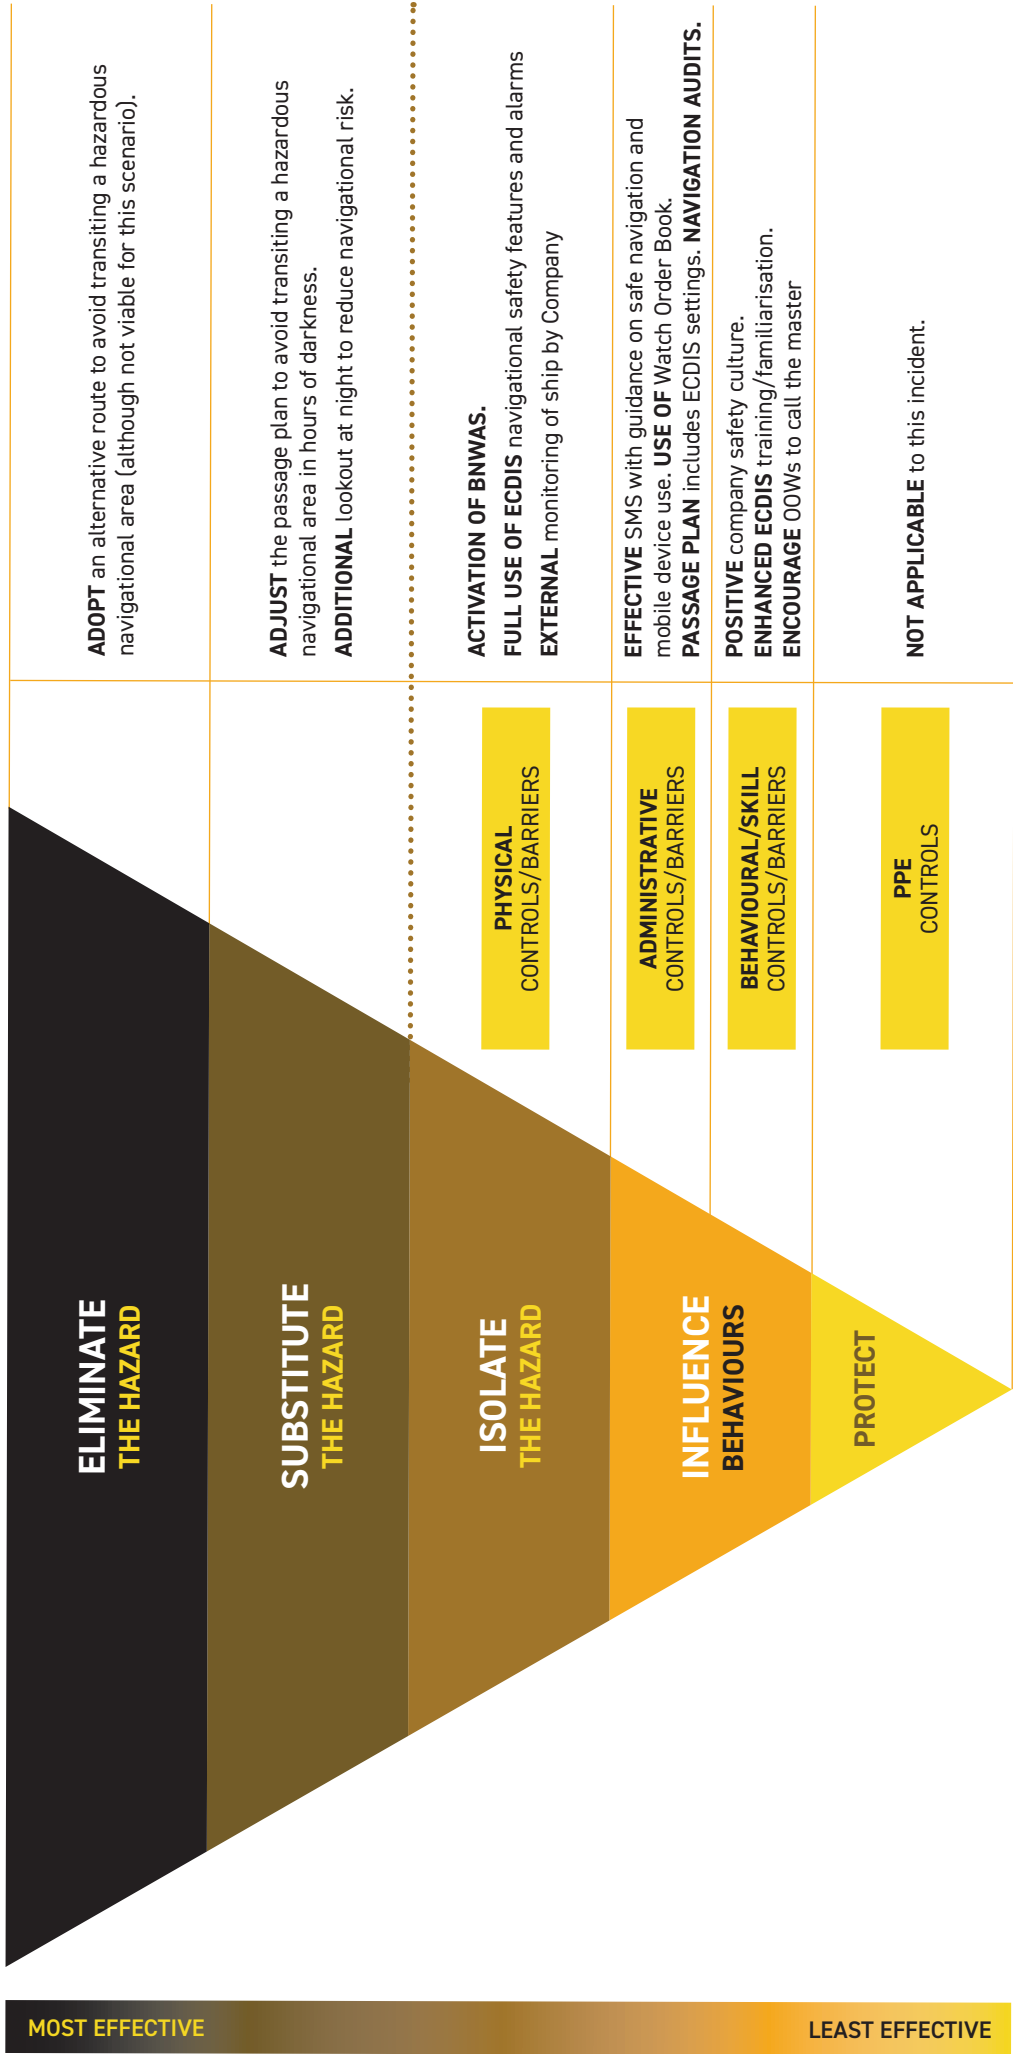 MOST EFFECTIVE
LEAST EFFECTIVE
ELIMINATE
THE HAZARD
ADOPT an alternative route to avoid transiting a hazardous
navigational area (although not viable for this scenario).
SUBSTITUTE
THE HAZARD
ADJUST the passage plan to avoid transiting a hazardous
navigational area in hours of darkness.
ADDITIONAL lookout at night to reduce navigational risk.
ISOLATE
THE HAZARD
PHYSICAL
CONTROLS/BARRIERS
ACTIVATION OF BNWAS.
FULL USE OF ECDIS navigational safety features and alarms
EXTERNAL monitoring of ship by Company
INFLUENCE
BEHAVIOURS
ADMINISTRATIVE
CONTROLS/BARRIERS
EFFECTIVE SMS with guidance on safe navigation and
mobile device use. USE OF Watch Order Book.
PASSAGE PLAN includes ECDIS settings. NAVIGATION AUDITS.
BEHAVIOURAL/SKILL
CONTROLS/BARRIERS
POSITIVE company safety culture.
ENHANCED ECDIS training/familiarisation.
ENCOURAGE OOWs to call the master
PROTECT
PPE
CONTROLS
NOT APPLICABLE to this incident.